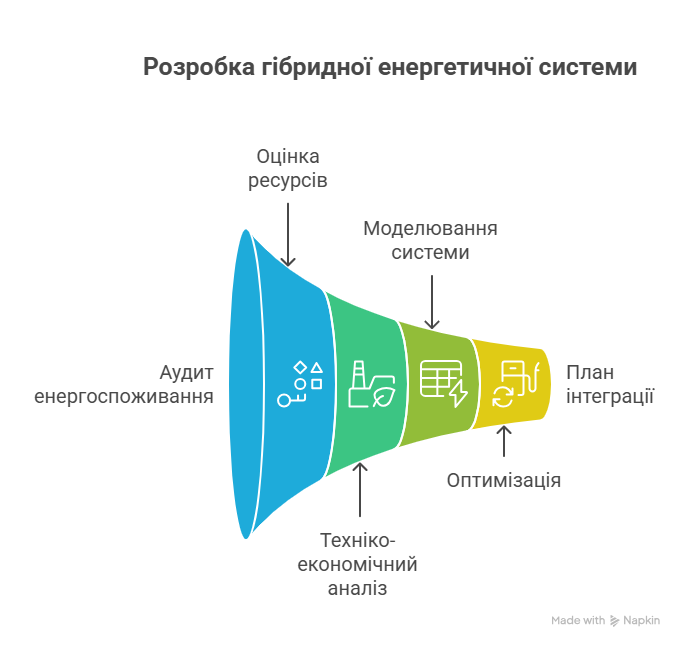 Розробка гібридної енергетичної системи
Оцінка
ресурсів
Моделювання
системи
Аудит
енергоспоживання
План
інтеграції
Оптимізація
Техніко-
економічний
аналіз
Made with Napkin